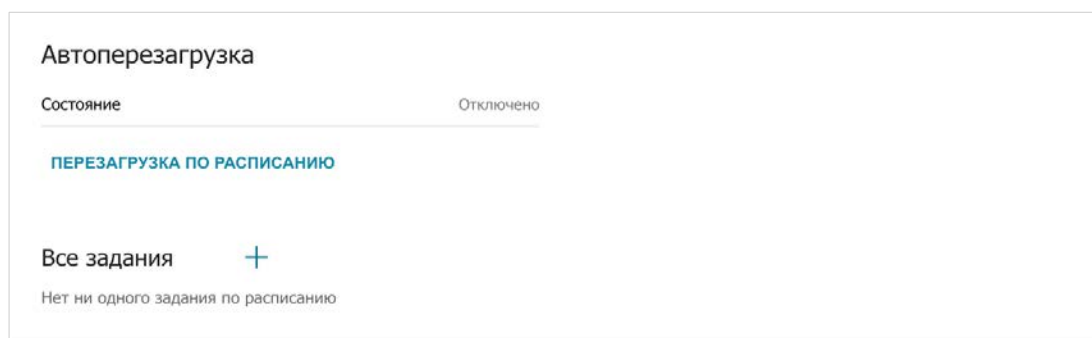 Автоперезагрузка
Состояние Отключено
ПЕРЕЗАГРУЗКА ПО РАСПИСАНИЮ
Все задания
Нет ни одного задания по расписанию